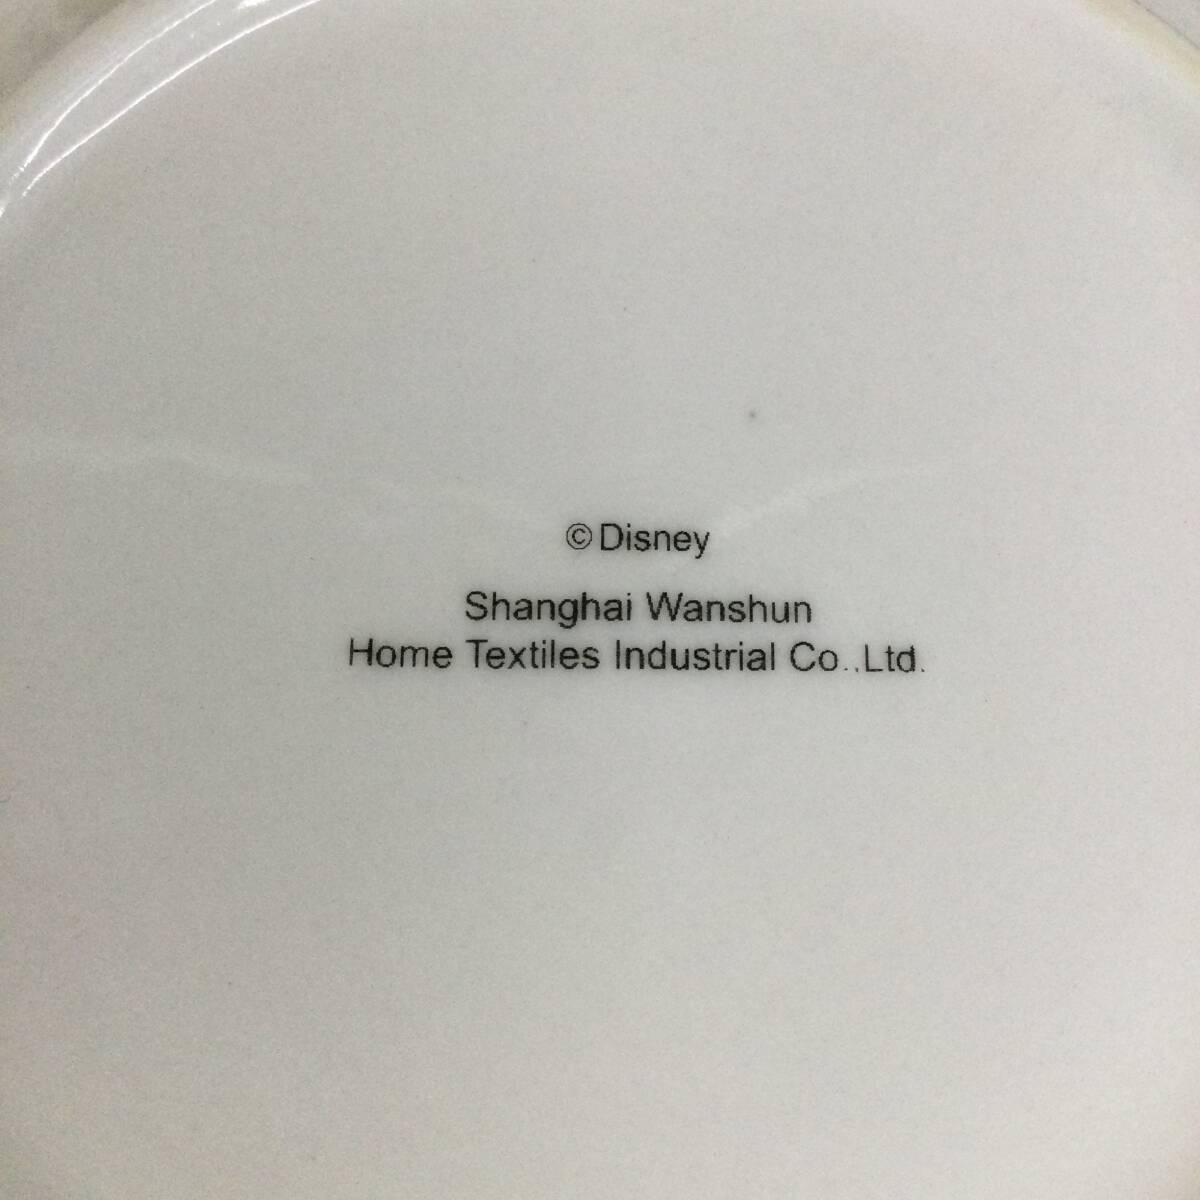 ©Disney
Shanghai Wanshun
Home Textiles Industrial Co.,Ltd.